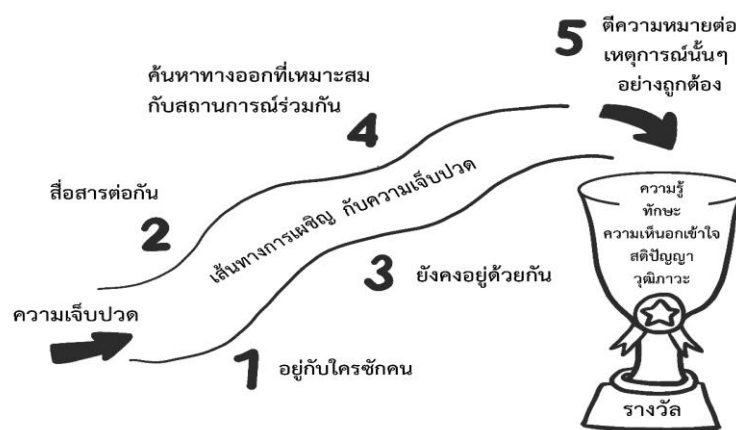 5
ตีความหมายต่อ
เหตุการณ์นั้นๆ
อย่างถูกต้อง
ค้นหาทางออกที่เหมาะสม
กับสถานการณ์ร่วมกัน
4
สื่อสารต่อกัน
2
เส้นทางการเผชิญ กับความเจ็บปวด
3
ยังคงอยู่ด้วยกัน
ความเจ็บปวด
1
อยู่กับใครซักคน
ความรู้
ทักษะ
ความเห็นอกเข้าใจ
สติปัญญา
วุฒิภาวะ
รางวัล